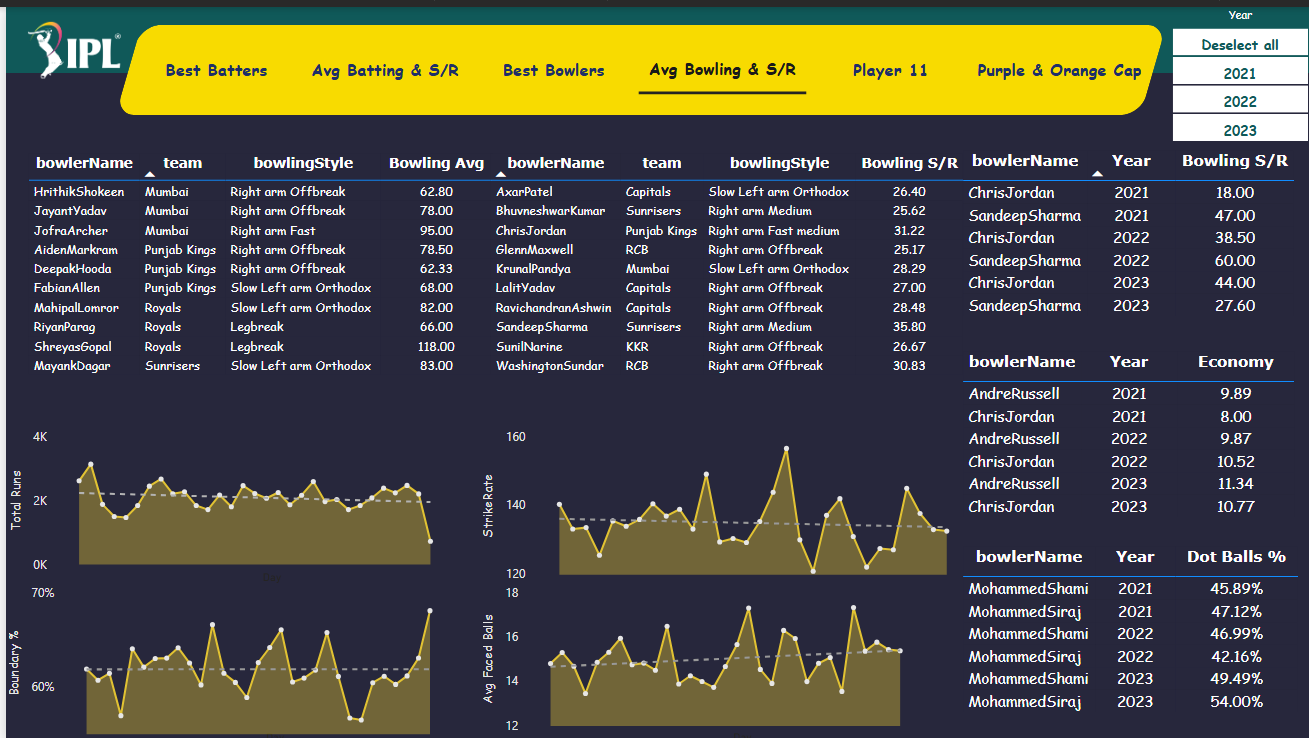 Year
IPL
Best Batters Avg Batting & S/R Best Bowlers Avg Bowling & S/R Player 11 Purple & Orange Cap
Deselect all
2021
2022
2023
bowlerName team bowlingStyle Bowling Avg
HrithikShokeen Mumbai Right arm Offbreak 62.80
JayantYadav Mumbai Right arm Offbreak 78.00
JofraArcher Mumbai Right arm Fast 95.00
AidenMarkram Punjab Kings Right arm Offbreak 78.50
DeepakHooda Punjab Kings Right arm Offbreak 62.33
FabianAllen Punjab Kings Slow Left arm Orthodox 68.00
MahipalLomror Royals Slow Left arm Orthodox 82.00
RiyanParag Royals Legbreak 66.00
ShreyasGopal Royals Legbreak 118.00
MayankDagar Sunrisers Slow Left arm Orthodox 83.00
bowlerName team bowlingStyle Bowling S/R
AxarPatel Capitals Slow Left arm Orthodox 26.40
BhuvneshwarKumar Sunrisers Right arm Medium 25.62
ChrisJordan Punjab Kings Right arm Fast medium 31.22
GlennMaxwell RCB Right arm Offbreak 25.17
KrunalPandya Mumbai Slow Left arm Orthodox 28.29
LalitYadav Capitals Right arm Offbreak 27.00
RavichandranAshwin Capitals Right arm Offbreak 28.48
SandeepSharma Sunrisers Right arm Medium 35.80
SunilNarine KKR Right arm Offbreak 26.67
WashingtonSundar RCB Right arm Offbreak 30.83
bowlerName Year Bowling S/R
ChrisJordan 2021 18.00
SandeepSharma 2021 47.00
ChrisJordan 2022 38.50
SandeepSharma 2022 60.00
ChrisJordan 2023 44.00
SandeepSharma 2023 27.60
bowlerName Year Economy
AndreRussell 2021 9.89
ChrisJordan 2021 8.00
AndreRussell 2022 9.87
ChrisJordan 2022 10.52
AndreRussell 2023 11.34
ChrisJordan 2023 10.77
bowlerName Year Dot Balls %
MohammedShami 2021 45.89%
MohammedSiraj 2021 47.12%
MohammedShami 2022 46.99%
MohammedSiraj 2022 42.16%
MohammedShami 2023 49.49%
MohammedSiraj 2023 54.00%
Total Runs
4K
2K
0K
StrikeRate
160
140
120
Boundary %
70%
60%
Avg Faced Balls
18
16
14
12